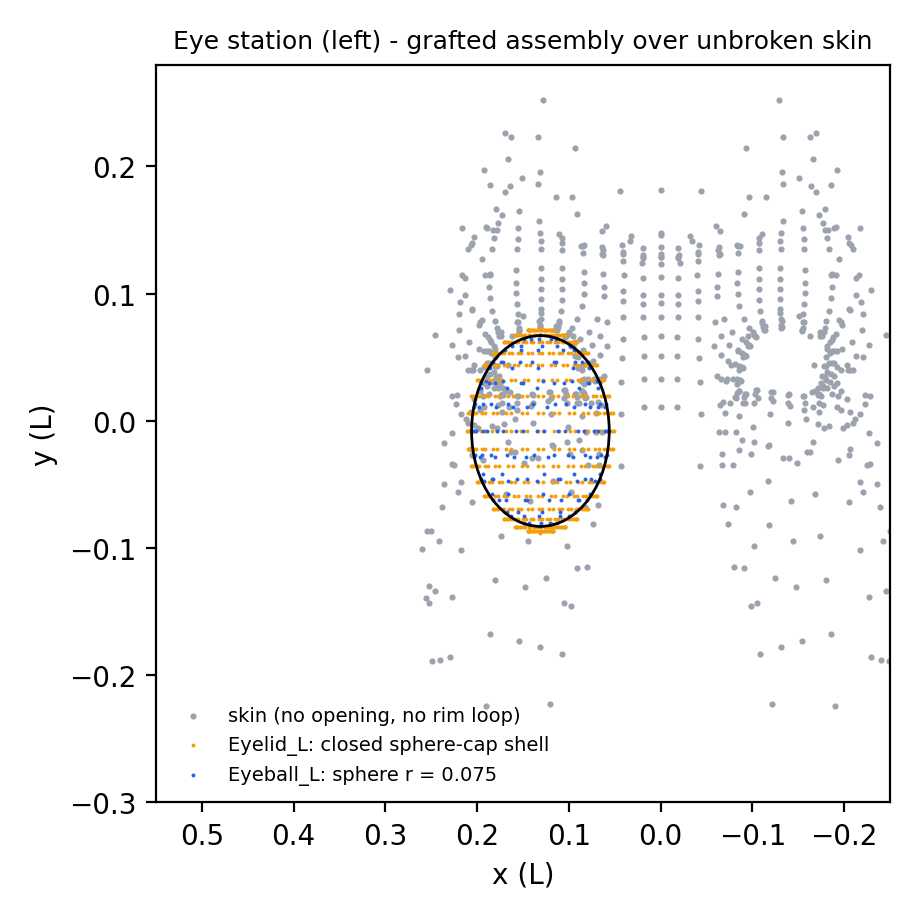 Eye station (left) - grafted assembly over unbroken skin
y (L)
0.2
0.1
0.0
−0.1
−0.2
−0.3
skin (no opening, no rim loop)
Eyelid_L: closed sphere-cap shell
Eyeball_L: sphere r = 0.075
0.5 0.4 0.3 0.2 0.1 0.0 −0.1 −0.2
x (L)